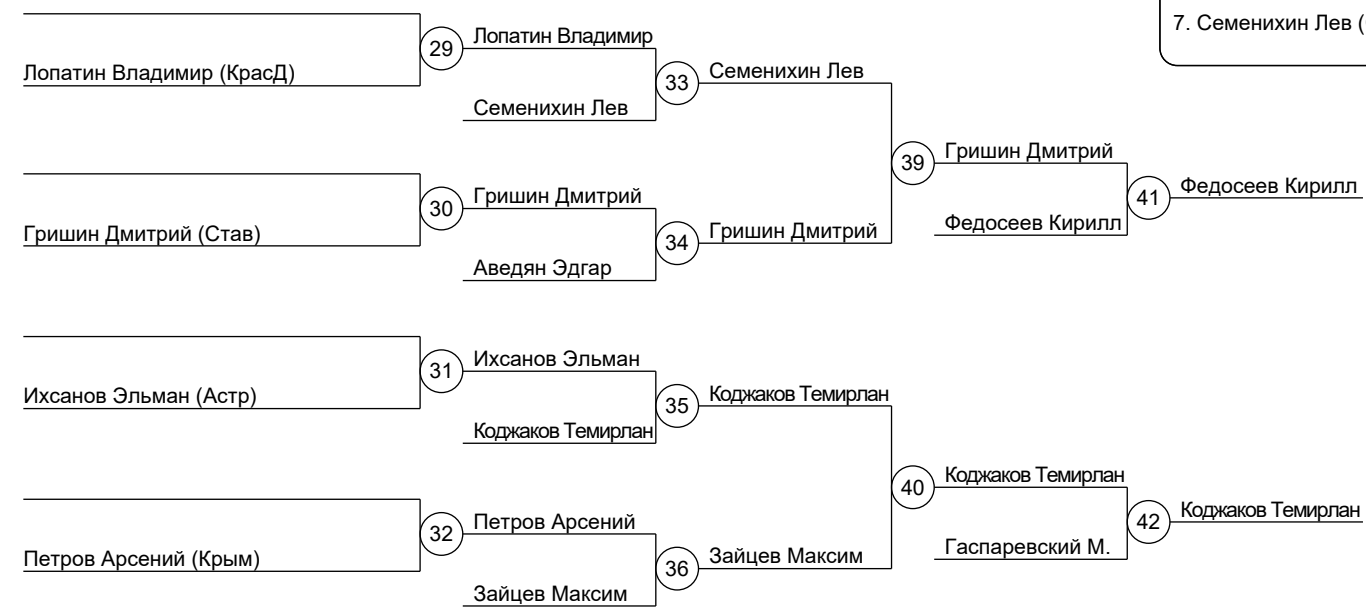 7. Семенихин Лев (
29
Лопатин Владимир
Лопатин Владимир (КрасД)
33
Семенихин Лев
Семенихин Лев
39
Гришин Дмитрий
30
Гришин Дмитрий
41
Федосеев Кирилл
Гришин Дмитрий (Став)
34
Гришин Дмитрий
Федосеев Кирилл
Аведян Эдгар
31
Ихсанов Эльман
Ихсанов Эльман (Астр)
35
Коджаков Темирлан
Коджаков Темирлан
40
Коджаков Темирлан
32
Петров Арсений
42
Коджаков Темирлан
Петров Арсений (Крым)
36
Зайцев Максим
Гаспаревский М.
Зайцев Максим